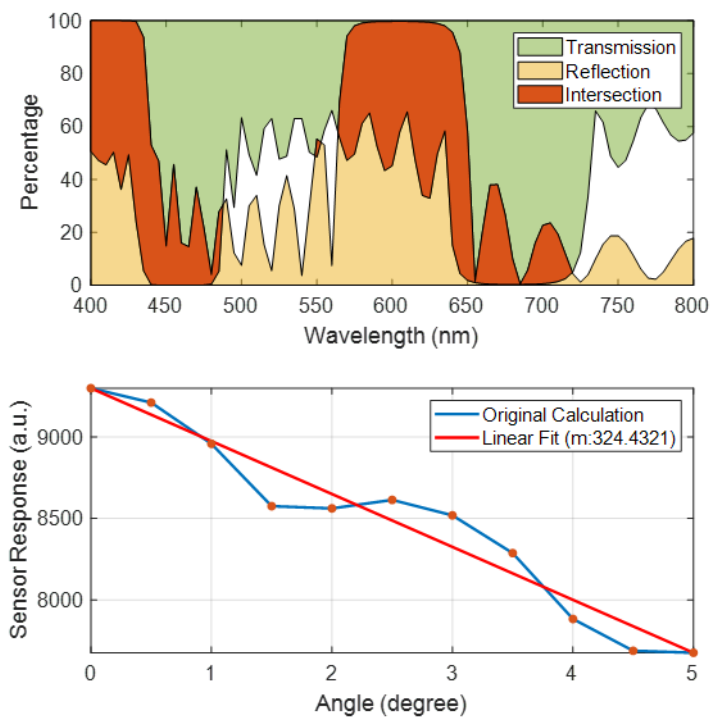 100
80
60
40
20
0
Percentage
Transmission
Reflection
Intersection
400 450 500 550 600 650 700 750 800
Wavelength (nm)
9000
8500
8000
Sensor Response (a.u.)
Original Calculation
Linear Fit (m:324.4321)
0 1 2 3 4 5
Angle (degree)